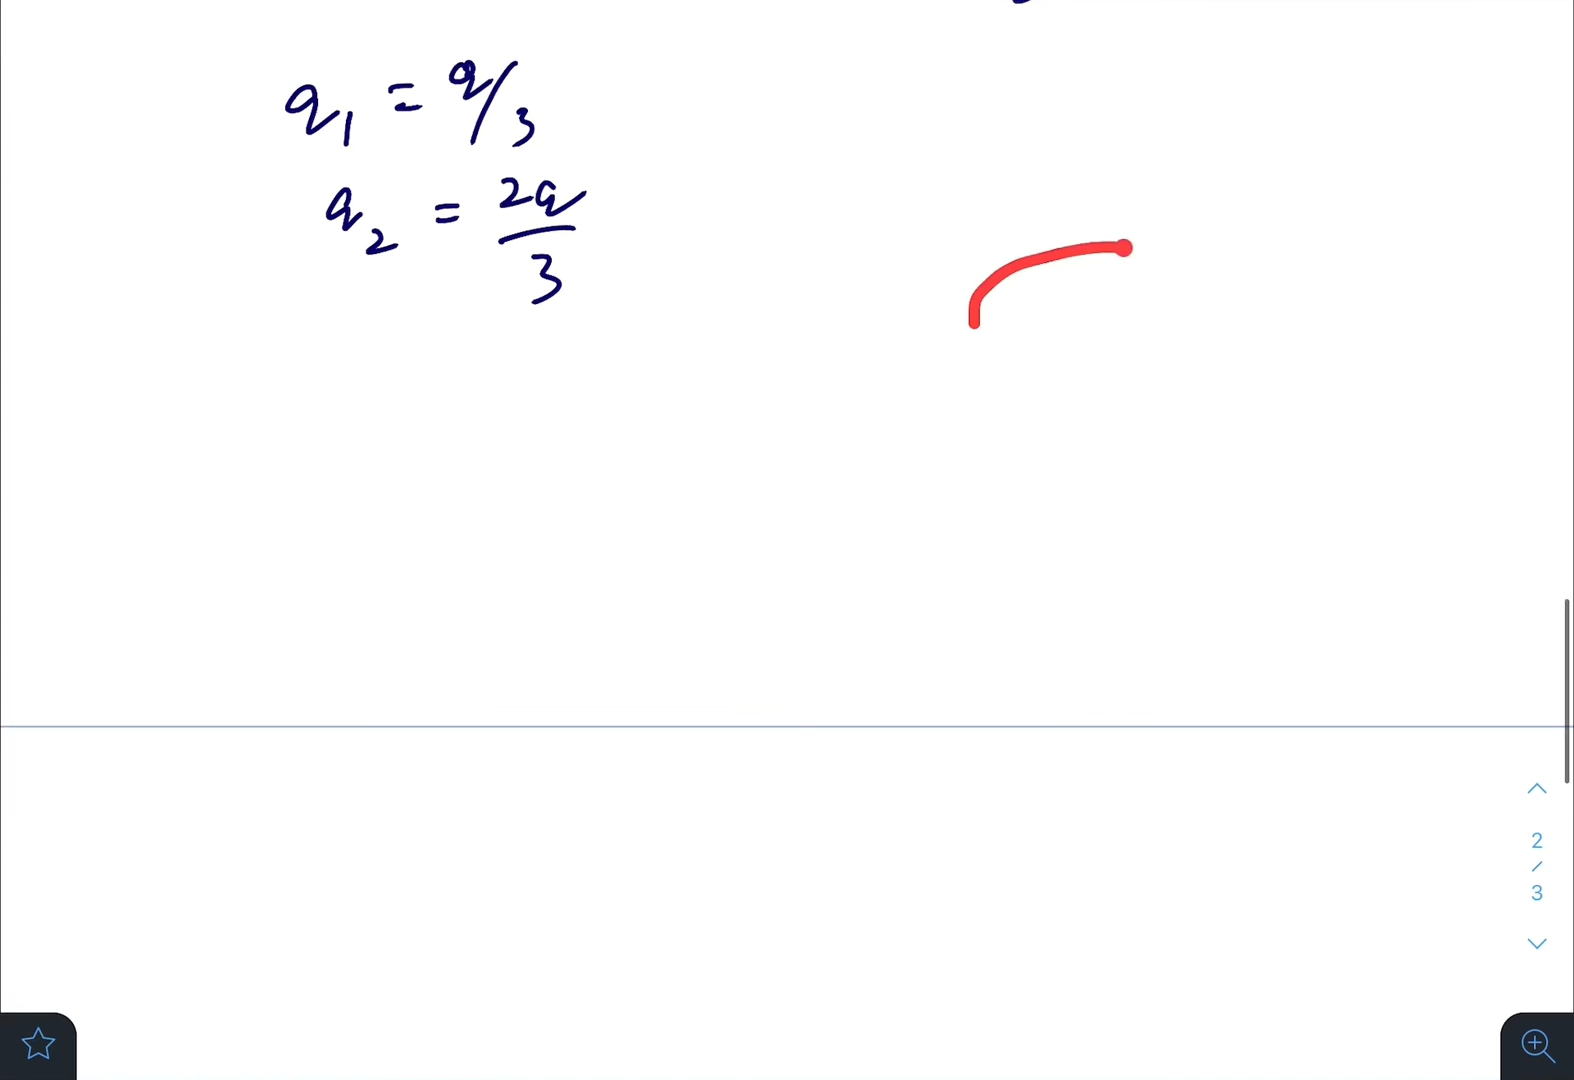 q₁ = q/3
q₂ = 2q/3
2
/
3